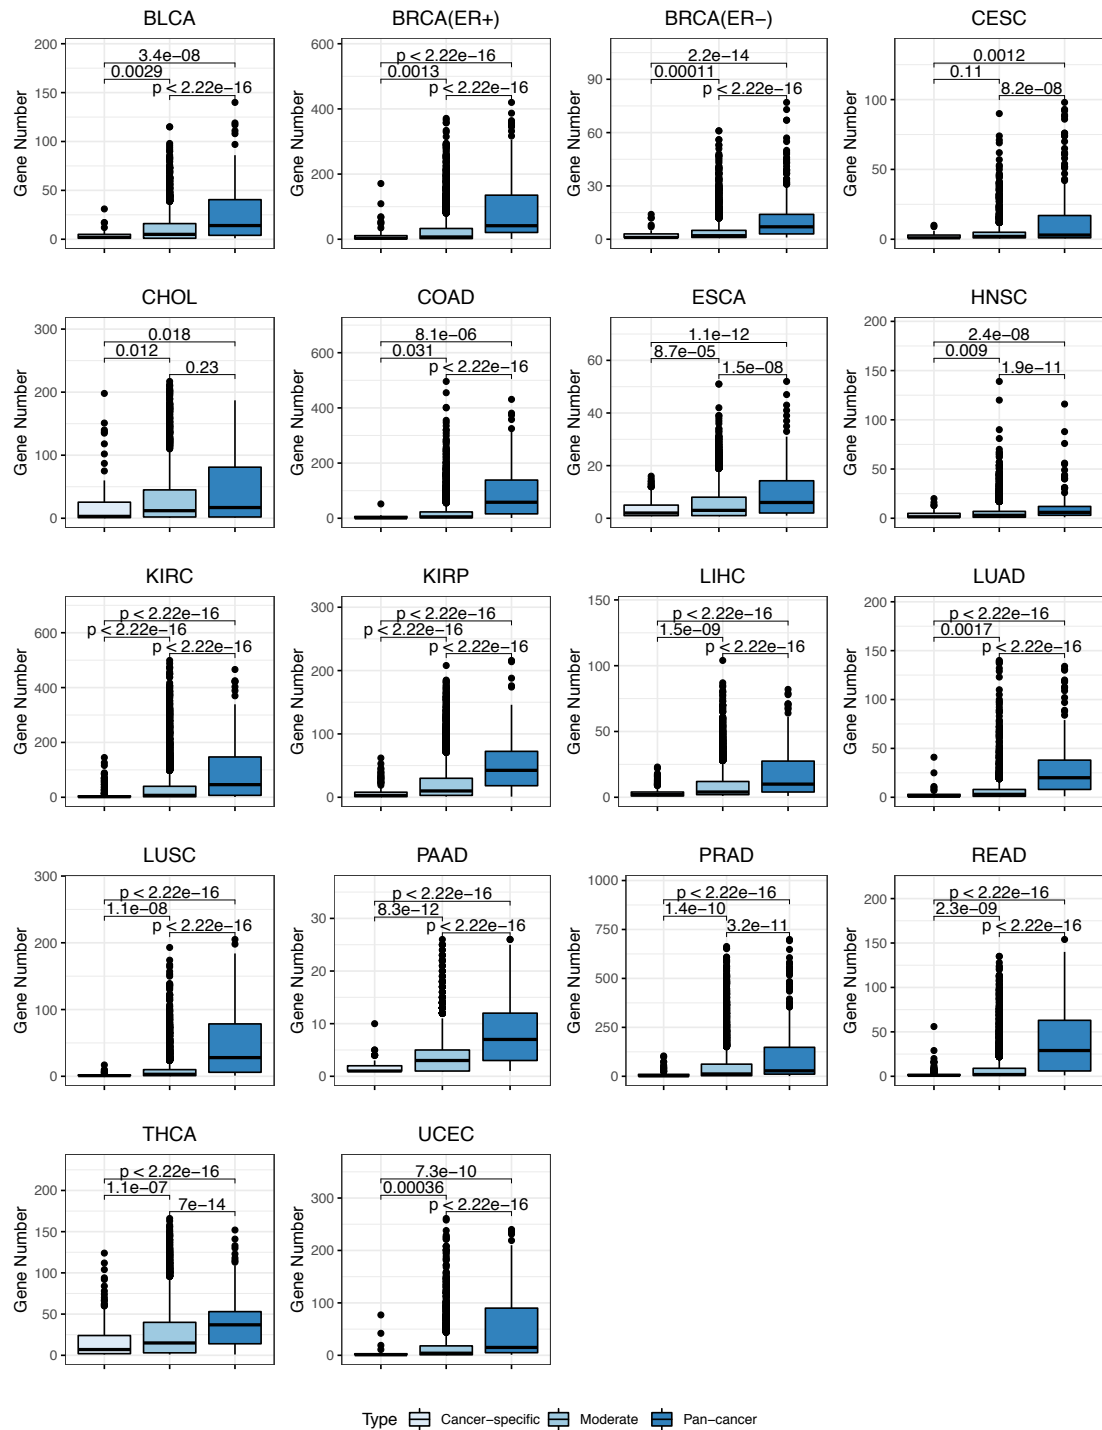 BLCA BRCA(ER+) BRCA(ER−) CESC
Gene Number
200
150
100
50
0
3.4e−08
0.0029
p < 2.22e−16
Gene Number
600
400
200
0
p < 2.22e−16
0.0013
p < 2.22e−16
Gene Number
90
60
30
0
2.2e−14
0.00011
p < 2.22e−16
Gene Number
100
50
0
0.0012
0.11
8.2e−08
CHOL COAD ESCA HNSC
Gene Number
300
200
100
0
0.018
0.012
0.23
Gene Number
600
400
200
0
8.1e−06
0.031
p < 2.22e−16
Gene Number
60
40
20
0
1.1e−12
8.7e−05
1.5e−08
Gene Number
200
150
100
50
0
2.4e−08
0.009
1.9e−11
KIRC KIRP LIHC LUAD
Gene Number
600
400
200
0
p < 2.22e−16
p < 2.22e−16
p < 2.22e−16
Gene Number
300
200
100
0
p < 2.22e−16
p < 2.22e−16
p < 2.22e−16
Gene Number
150
100
50
0
p < 2.22e−16
1.5e−09
p < 2.22e−16
Gene Number
200
150
100
50
0
p < 2.22e−16
0.0017
p < 2.22e−16
LUSC PAAD PRAD READ
Gene Number
300
200
100
0
p < 2.22e−16
1.1e−08
p < 2.22e−16
Gene Number
30
20
10
0
p < 2.22e−16
8.3e−12
p < 2.22e−16
Gene Number
1000
750
500
250
0
p < 2.22e−16
1.4e−10
3.2e−11
Gene Number
200
150
100
50
0
p < 2.22e−16
2.3e−09
p < 2.22e−16
THCA UCEC
Gene Number
200
150
100
50
0
p < 2.22e−16
1.1e−07
7e−14
Gene Number
300
200
100
0
7.3e−10
0.00036
p < 2.22e−16
Type Cancer−specific Moderate Pan−cancer